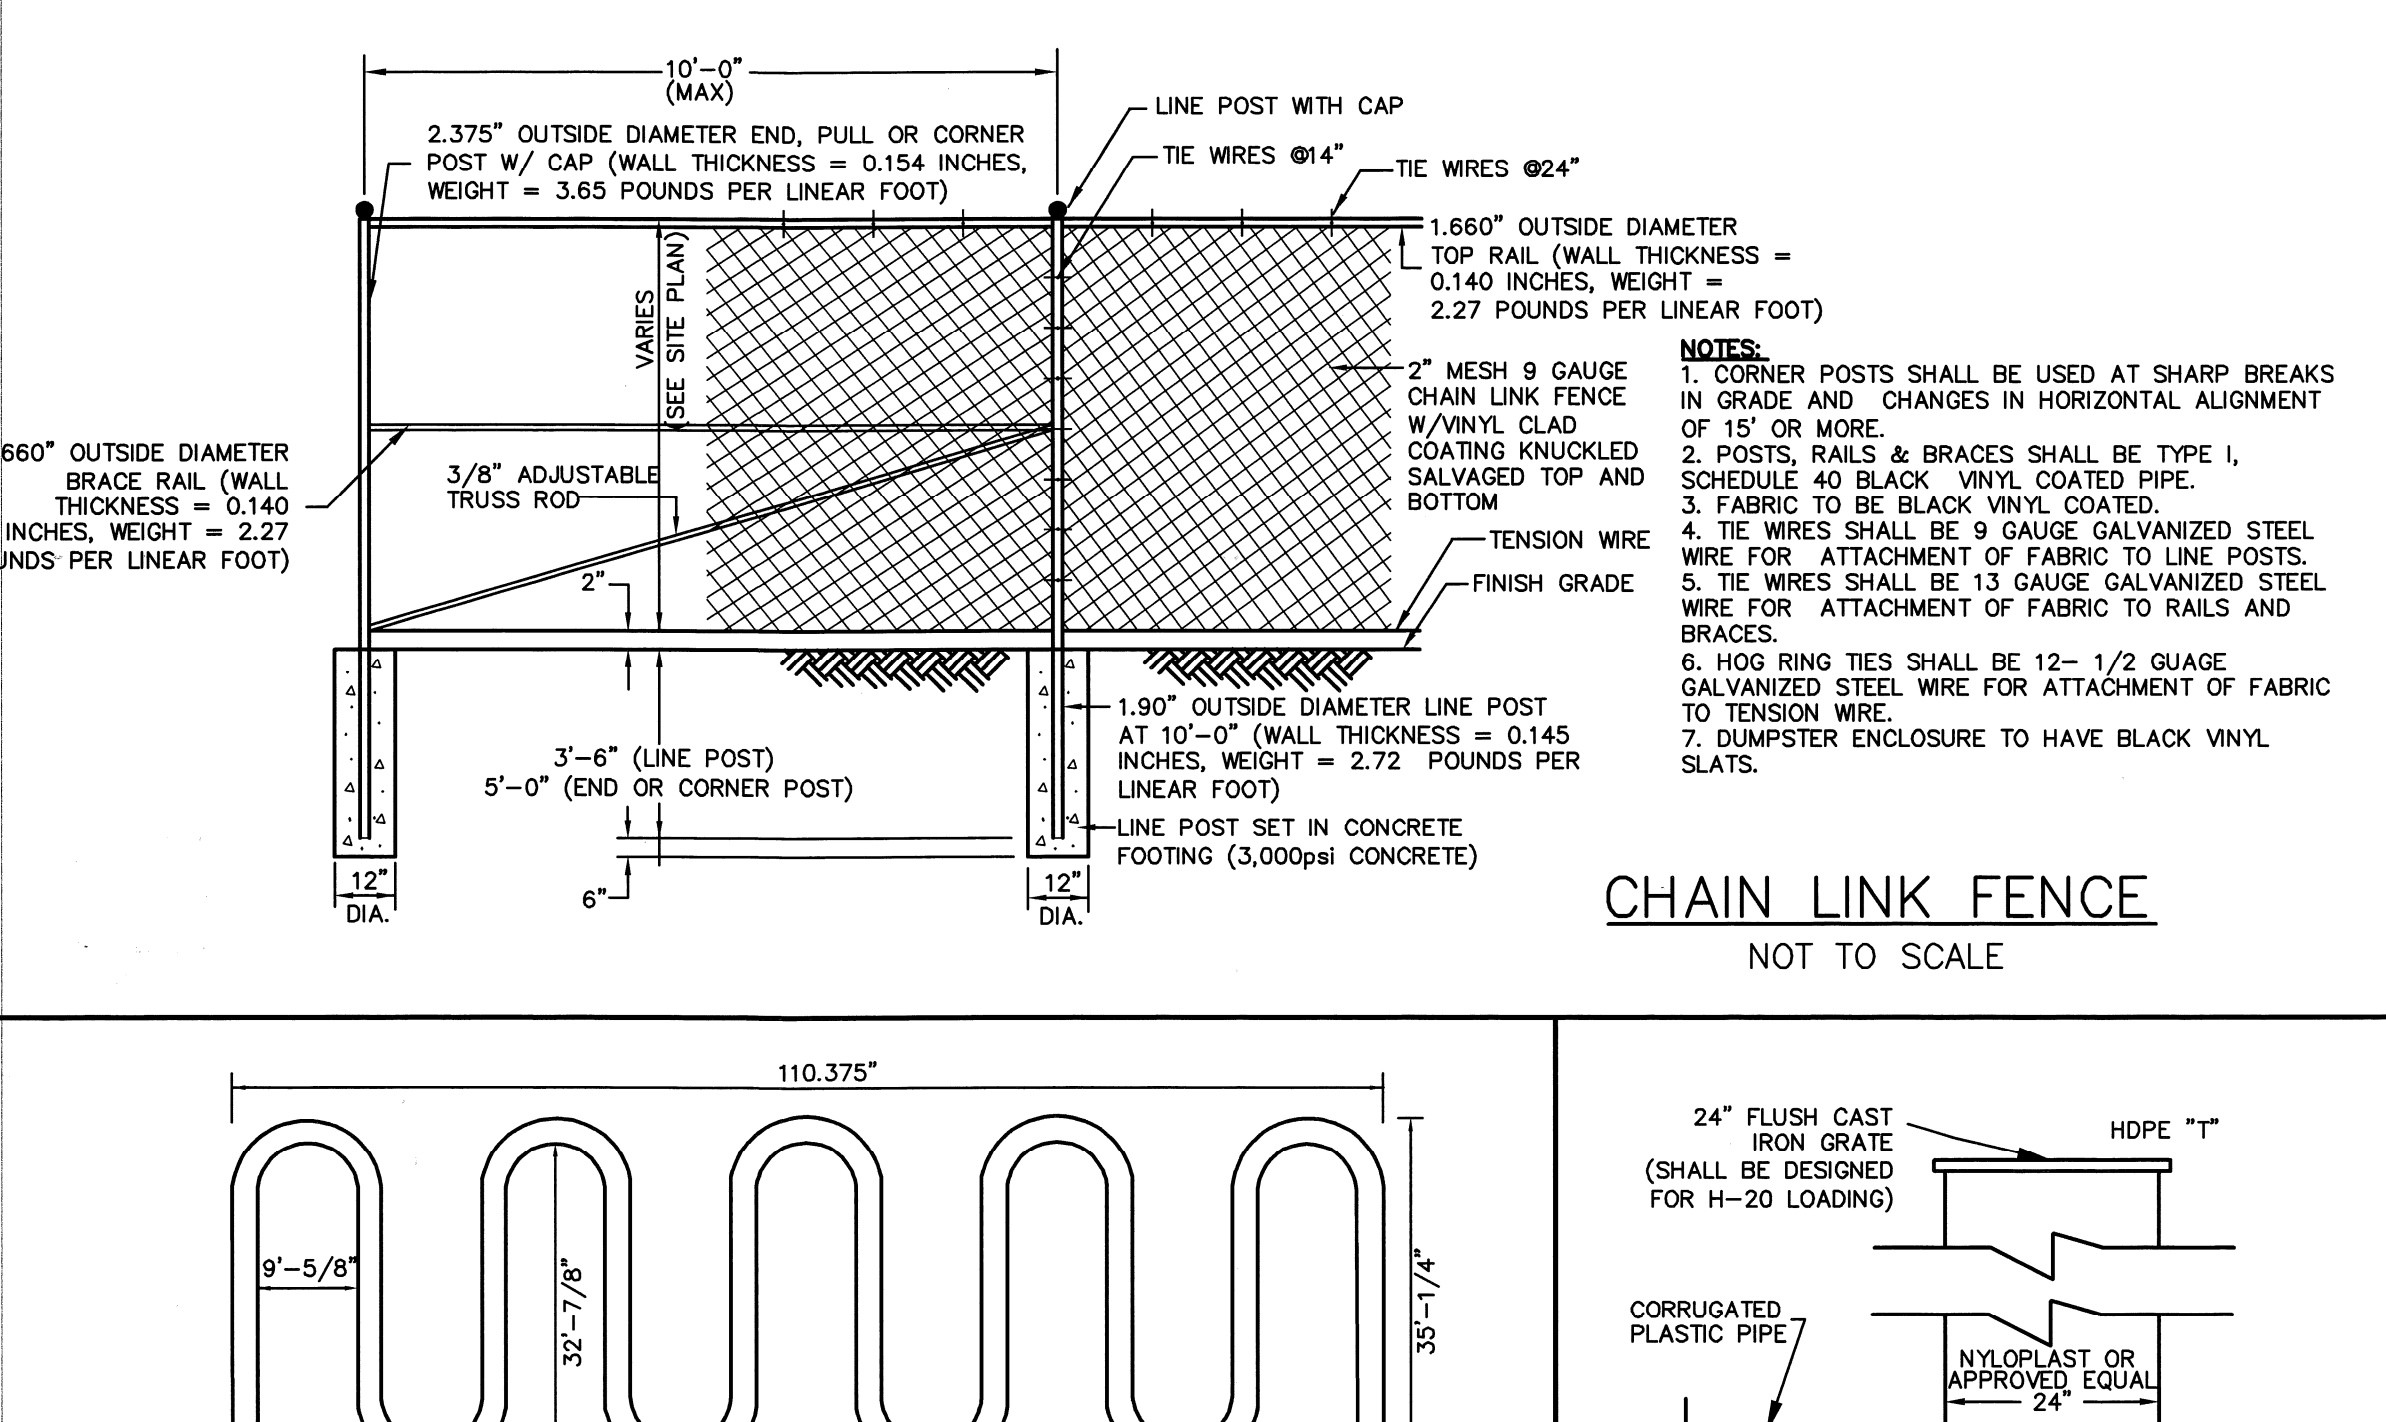 10'-0"
(MAX)
2.375" OUTSIDE DIAMETER END, PULL OR CORNER
POST W/ CAP (WALL THICKNESS = 0.154 INCHES,
WEIGHT = 3.65 POUNDS PER LINEAR FOOT)
LINE POST WITH CAP
TIE WIRES @14"
TIE WIRES @24"
1.660" OUTSIDE DIAMETER
TOP RAIL (WALL THICKNESS =
0.140 INCHES, WEIGHT =
2.27 POUNDS PER LINEAR FOOT)
VARIES
(SEE SITE PLAN)
2" MESH 9 GAUGE
CHAIN LINK FENCE
W/VINYL CLAD
COATING KNUCKLED
SALVAGED TOP AND
BOTTOM
660" OUTSIDE DIAMETER
BRACE RAIL (WALL
THICKNESS = 0.140
INCHES, WEIGHT = 2.27
UNDS PER LINEAR FOOT)
3/8" ADJUSTABLE
TRUSS ROD
2"
TENSION WIRE
FINISH GRADE
3'-6" (LINE POST)
5'-0" (END OR CORNER POST)
1.90" OUTSIDE DIAMETER LINE POST
AT 10'-0" (WALL THICKNESS = 0.145
INCHES, WEIGHT = 2.72 POUNDS PER
LINEAR FOOT)
LINE POST SET IN CONCRETE
FOOTING (3,000psi CONCRETE)
12"
DIA.
6"
12"
DIA.
NOTES:
1. CORNER POSTS SHALL BE USED AT SHARP BREAKS
IN GRADE AND CHANGES IN HORIZONTAL ALIGNMENT
OF 15' OR MORE.
2. POSTS, RAILS & BRACES SHALL BE TYPE I,
SCHEDULE 40 BLACK VINYL COATED PIPE.
3. FABRIC TO BE BLACK VINYL COATED.
4. TIE WIRES SHALL BE 9 GAUGE GALVANIZED STEEL
WIRE FOR ATTACHMENT OF FABRIC TO LINE POSTS.
5. TIE WIRES SHALL BE 13 GAUGE GALVANIZED STEEL
WIRE FOR ATTACHMENT OF FABRIC TO RAILS AND
BRACES.
6. HOG RING TIES SHALL BE 12- 1/2 GUAGE
GALVANIZED STEEL WIRE FOR ATTACHMENT OF FABRIC
TO TENSION WIRE.
7. DUMPSTER ENCLOSURE TO HAVE BLACK VINYL
SLATS.
CHAIN LINK FENCE
NOT TO SCALE
110.375"
9'-5/8"
32'-7/8"
35'-1/4"
24" FLUSH CAST
IRON GRATE
(SHALL BE DESIGNED
FOR H-20 LOADING)
HDPE "T"
CORRUGATED
PLASTIC PIPE
NYLOPLAST OR
APPROVED EQUAL
24"